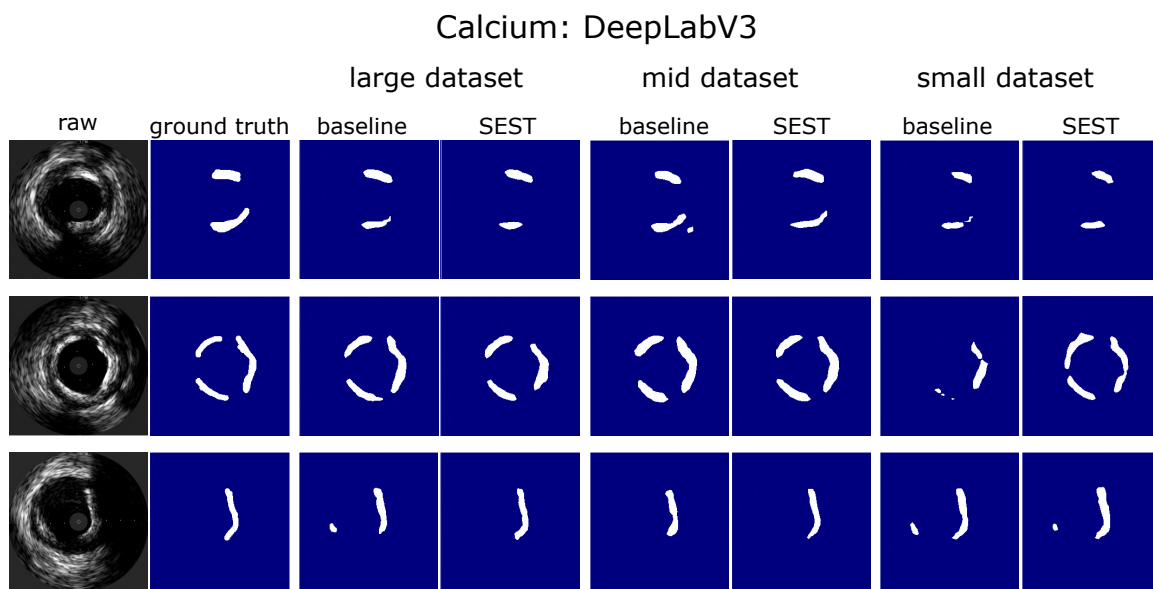 Calcium: DeepLabV3
large dataset mid dataset small dataset
raw ground truth baseline SEST baseline SEST baseline SEST